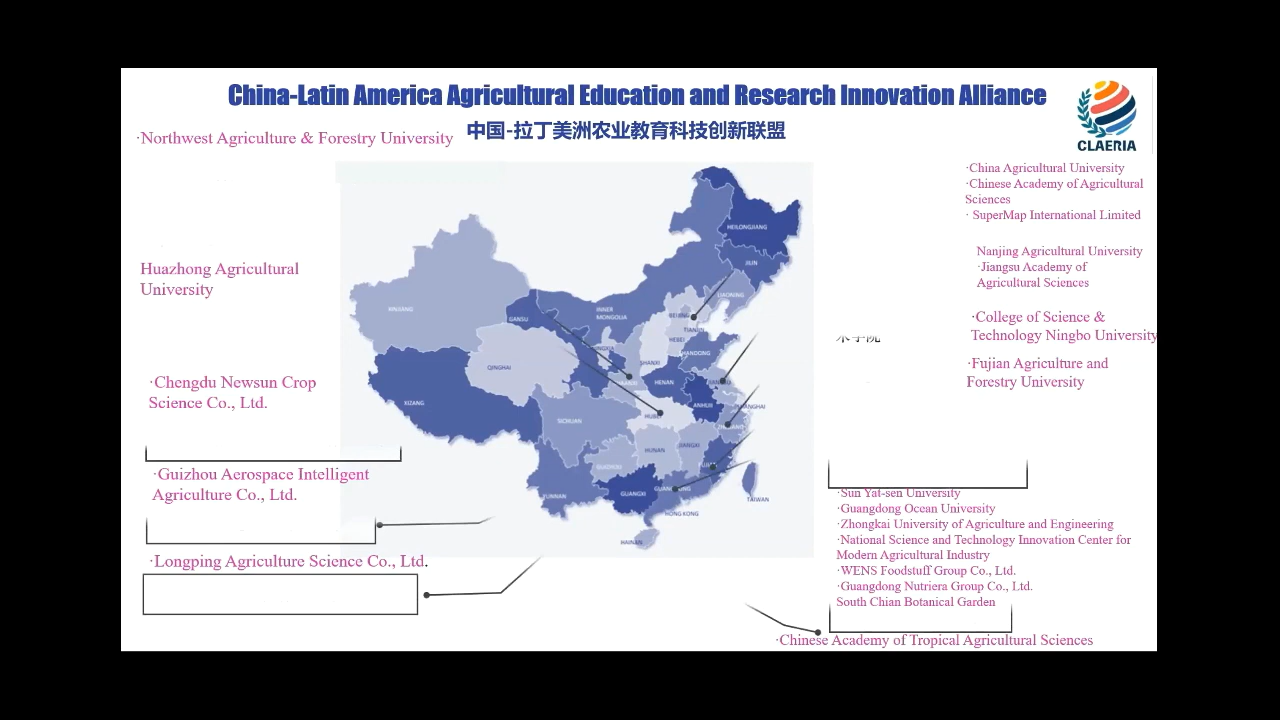 China-Latin America Agricultural Education and Research Innovation Alliance
中国-拉丁美洲农业教育科技创新联盟
CLAERIA
·Northwest Agriculture & Forestry University
Huazhong Agricultural
University
·Chengdu Newsun Crop
Science Co., Ltd.
·Guizhou Aerospace Intelligent
Agriculture Co., Ltd.
·Longping Agriculture Science Co., Ltd.
HEILONGJIANG
JILIN
LIAONING
INNER
MONGOLIA
XINJIANG
GANSU
BEIJING
TIANJIN
HEBEI
SHANDONG
SHANXI
QINGHAI
HENAN
XIZANG
ANHUI
SHANGHAI
HUBEI
SICHUAN
HUNAN
JIANGXI
GUIZHOU
FUJIAN
YUNNAN
GUANGXI
TAIWAN
HONG KONG
HAINAN
·China Agricultural University
·Chinese Academy of Agricultural
Sciences
· SuperMap International Limited
Nanjing Agricultural University
·Jiangsu Academy of
Agricultural Sciences
·College of Science &
Technology Ningbo University
·Fujian Agriculture and
Forestry University
·Sun Yat-sen University
·Guangdong Ocean University
·Zhongkai University of Agriculture and Engineering
·National Science and Technology Innovation Center for
Modern Agricultural Industry
·WENS Foodstuff Group Co., Ltd.
·Guangdong Nutriera Group Co., Ltd.
South Chian Botanical Garden
·Chinese Academy of Tropical Agricultural Sciences